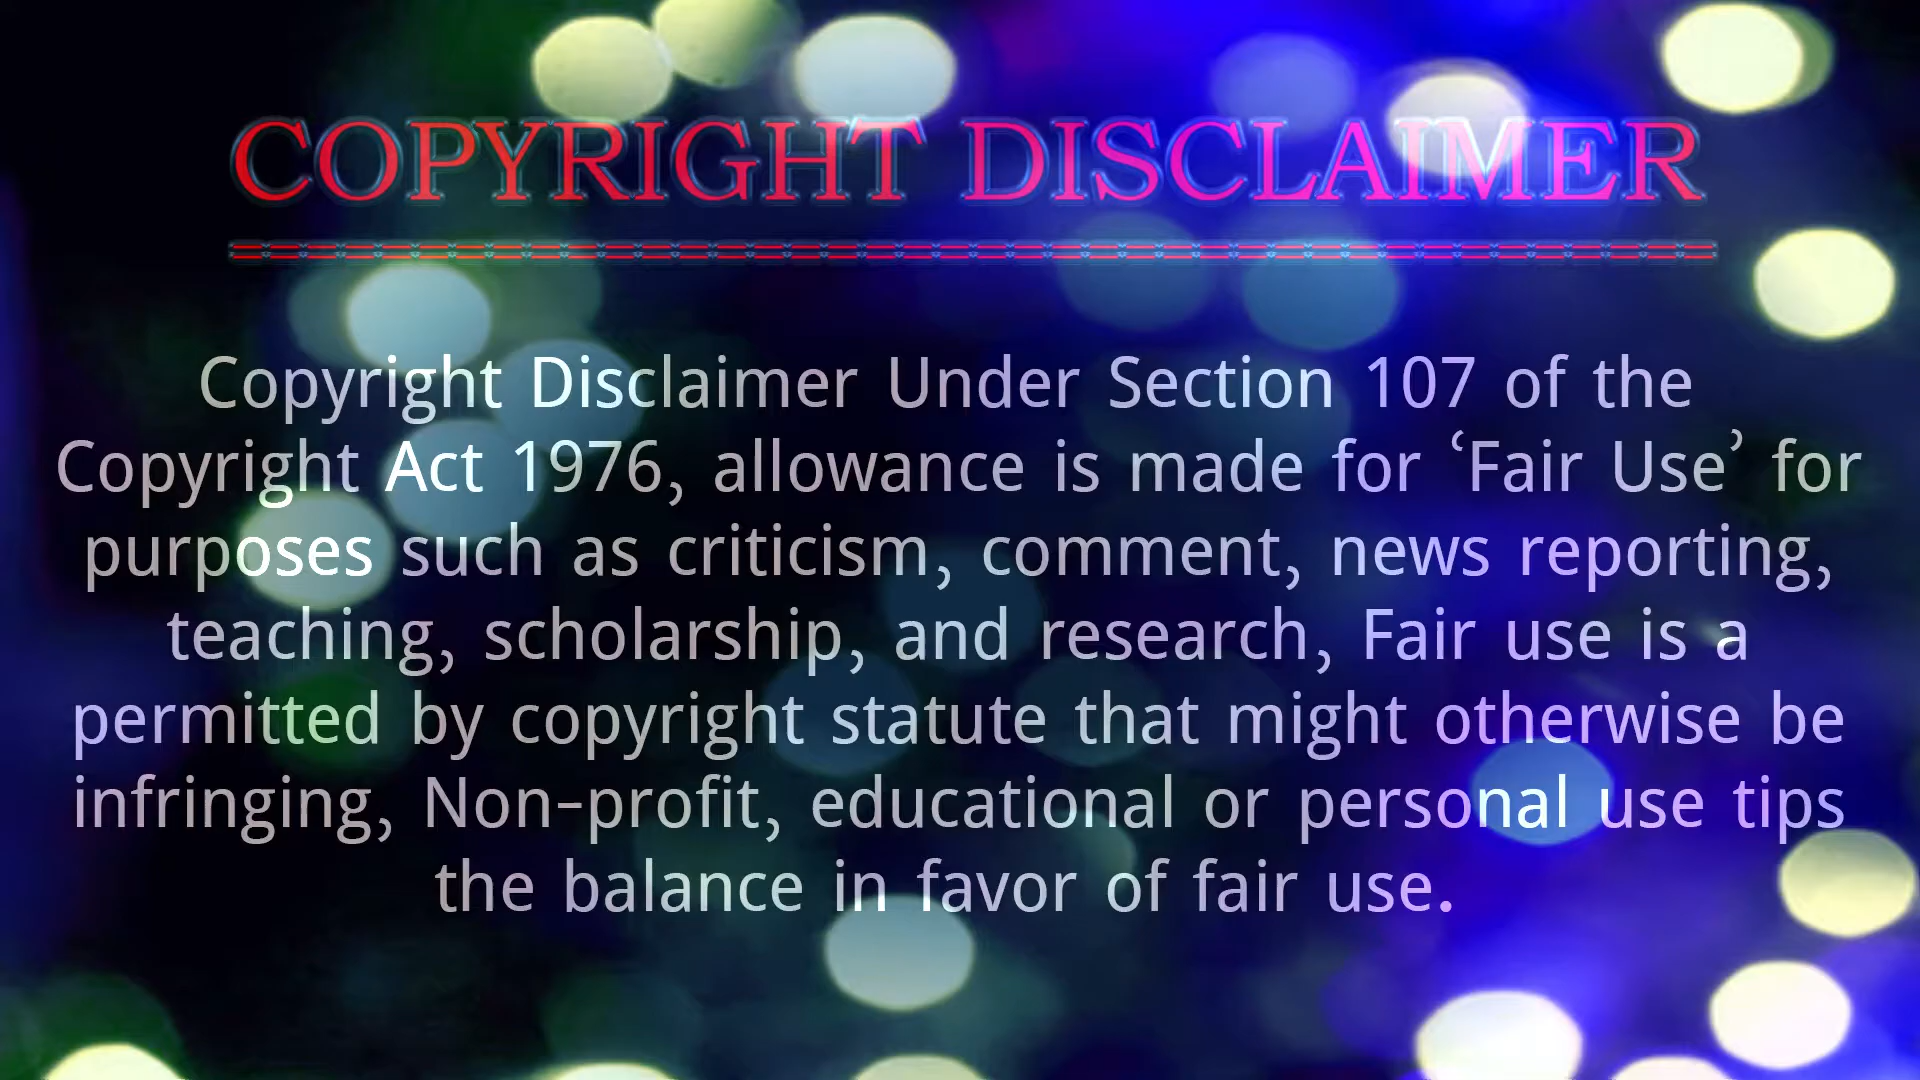 COPYRIGHT DISCLAIMER
Copyright Disclaimer Under Section 107 of the
Copyright Act 1976, allowance is made for ‘Fair Use’ for
purposes such as criticism, comment, news reporting,
teaching, scholarship, and research, Fair use is a
permitted by copyright statute that might otherwise be
infringing, Non-profit, educational or personal use tips
the balance in favor of fair use.